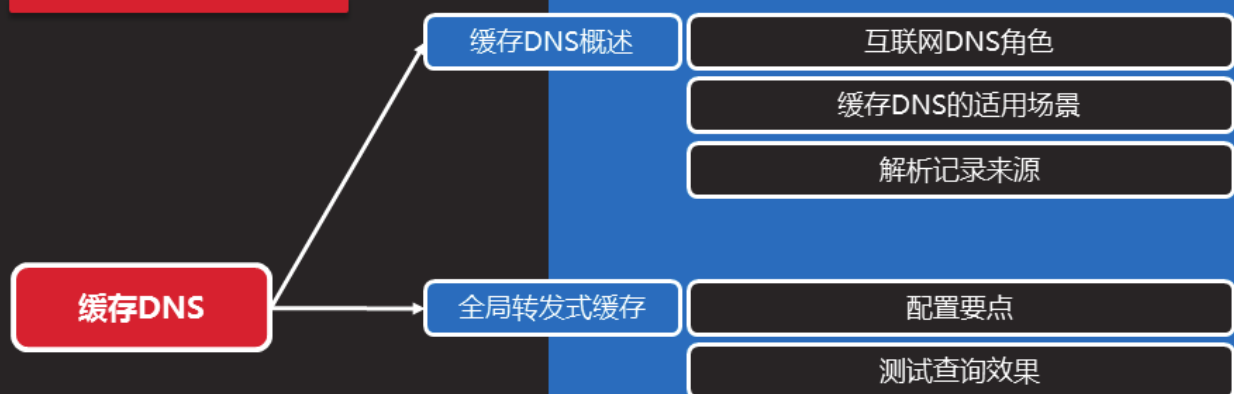 缓存DNS
缓存DNS概述
互联网DNS角色
缓存DNS的适用场景
解析记录来源
全局转发式缓存
配置要点
测试查询效果